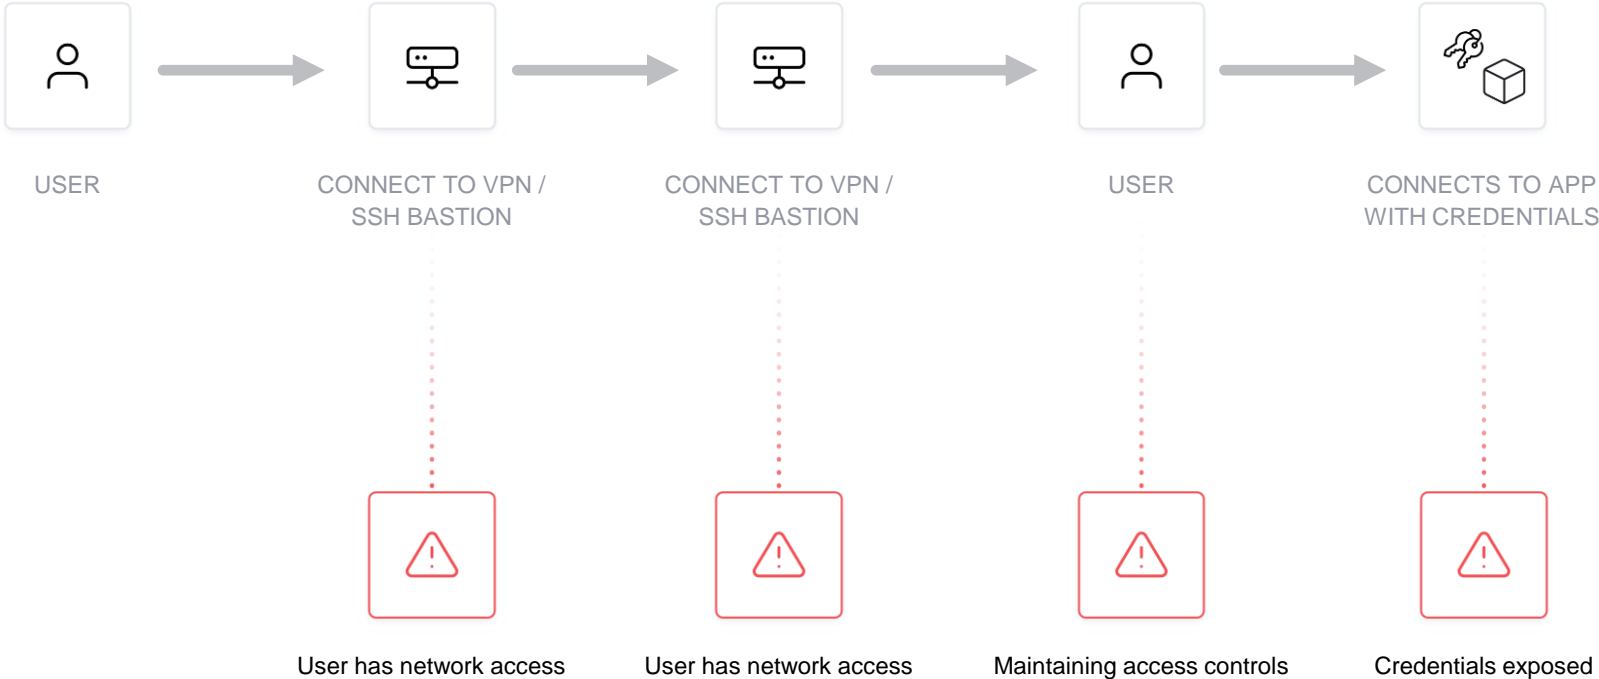 USER
CONNECT TO VPN /
SSH BASTION
CONNECT TO VPN /
SSH BASTION
USER
CONNECTS TO APP
WITH CREDENTIALS
User has network access
User has network access
Maintaining access controls
Credentials exposed